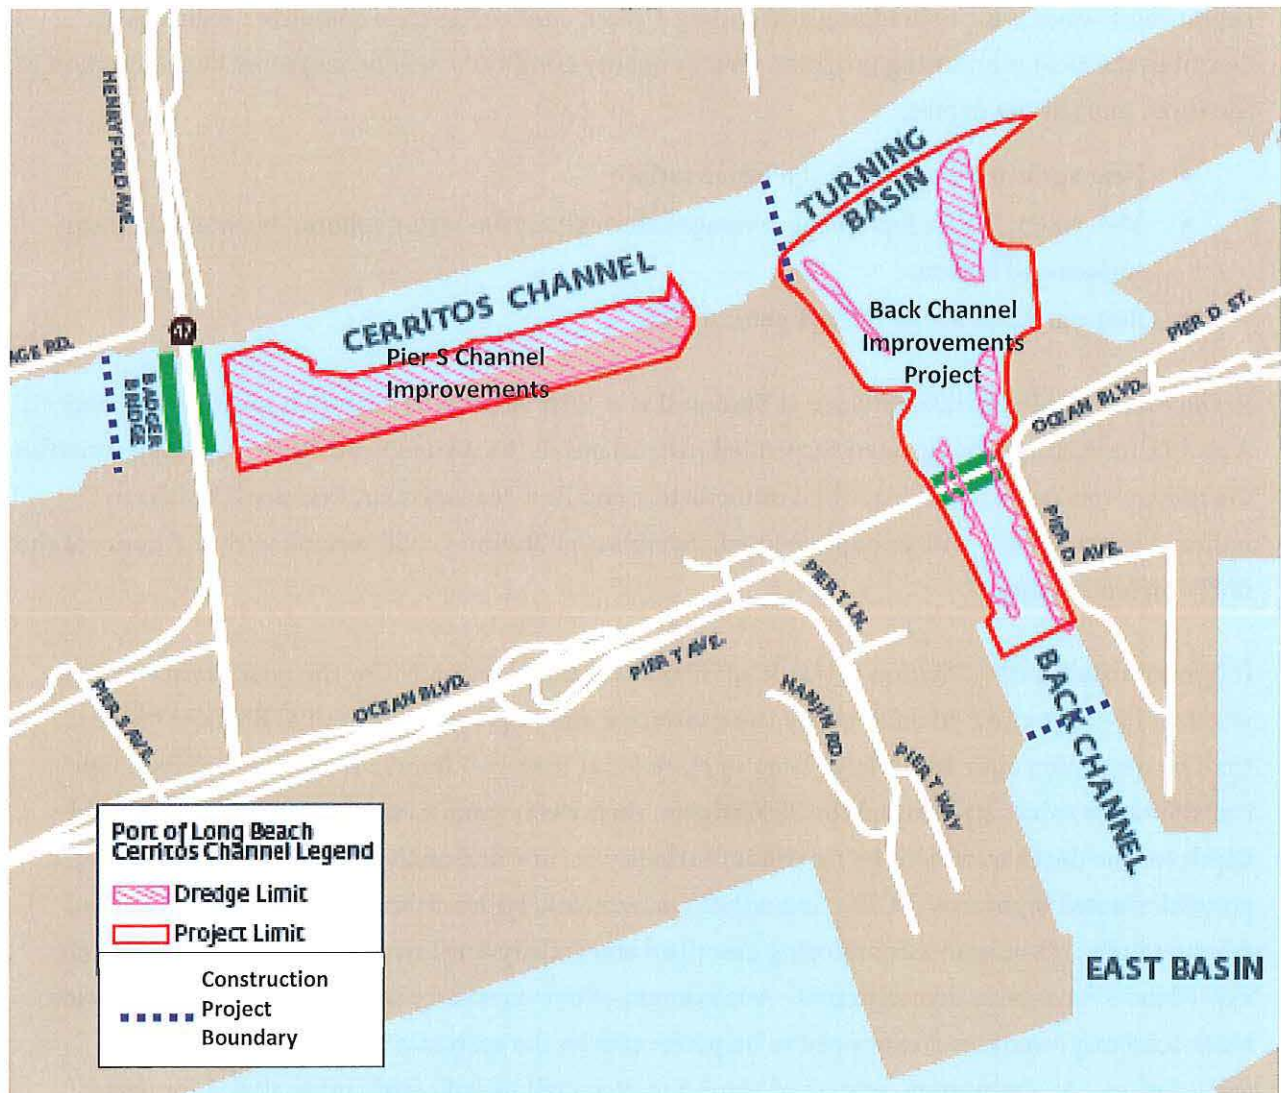 HENRY FORD AVE.
TURNING
BASIN
CERRITOS CHANNEL
Pier S Channel
Improvements
Back Channel
Improvements
Project
PIER D ST.
AGE RD.
BADGER
BRIDGE
OCEAN BLVD.
PIER D AVE.
PIER T LN.
PIER T AVE.
OCEAN BLVD.
PIER S AVE.
HANJIN RD.
PIER T WAY
BACK CHANNEL
EAST BASIN
Port of Long Beach
Cerritos Channel Legend
Dredge Limit
Project Limit
Construction
Project
Boundary